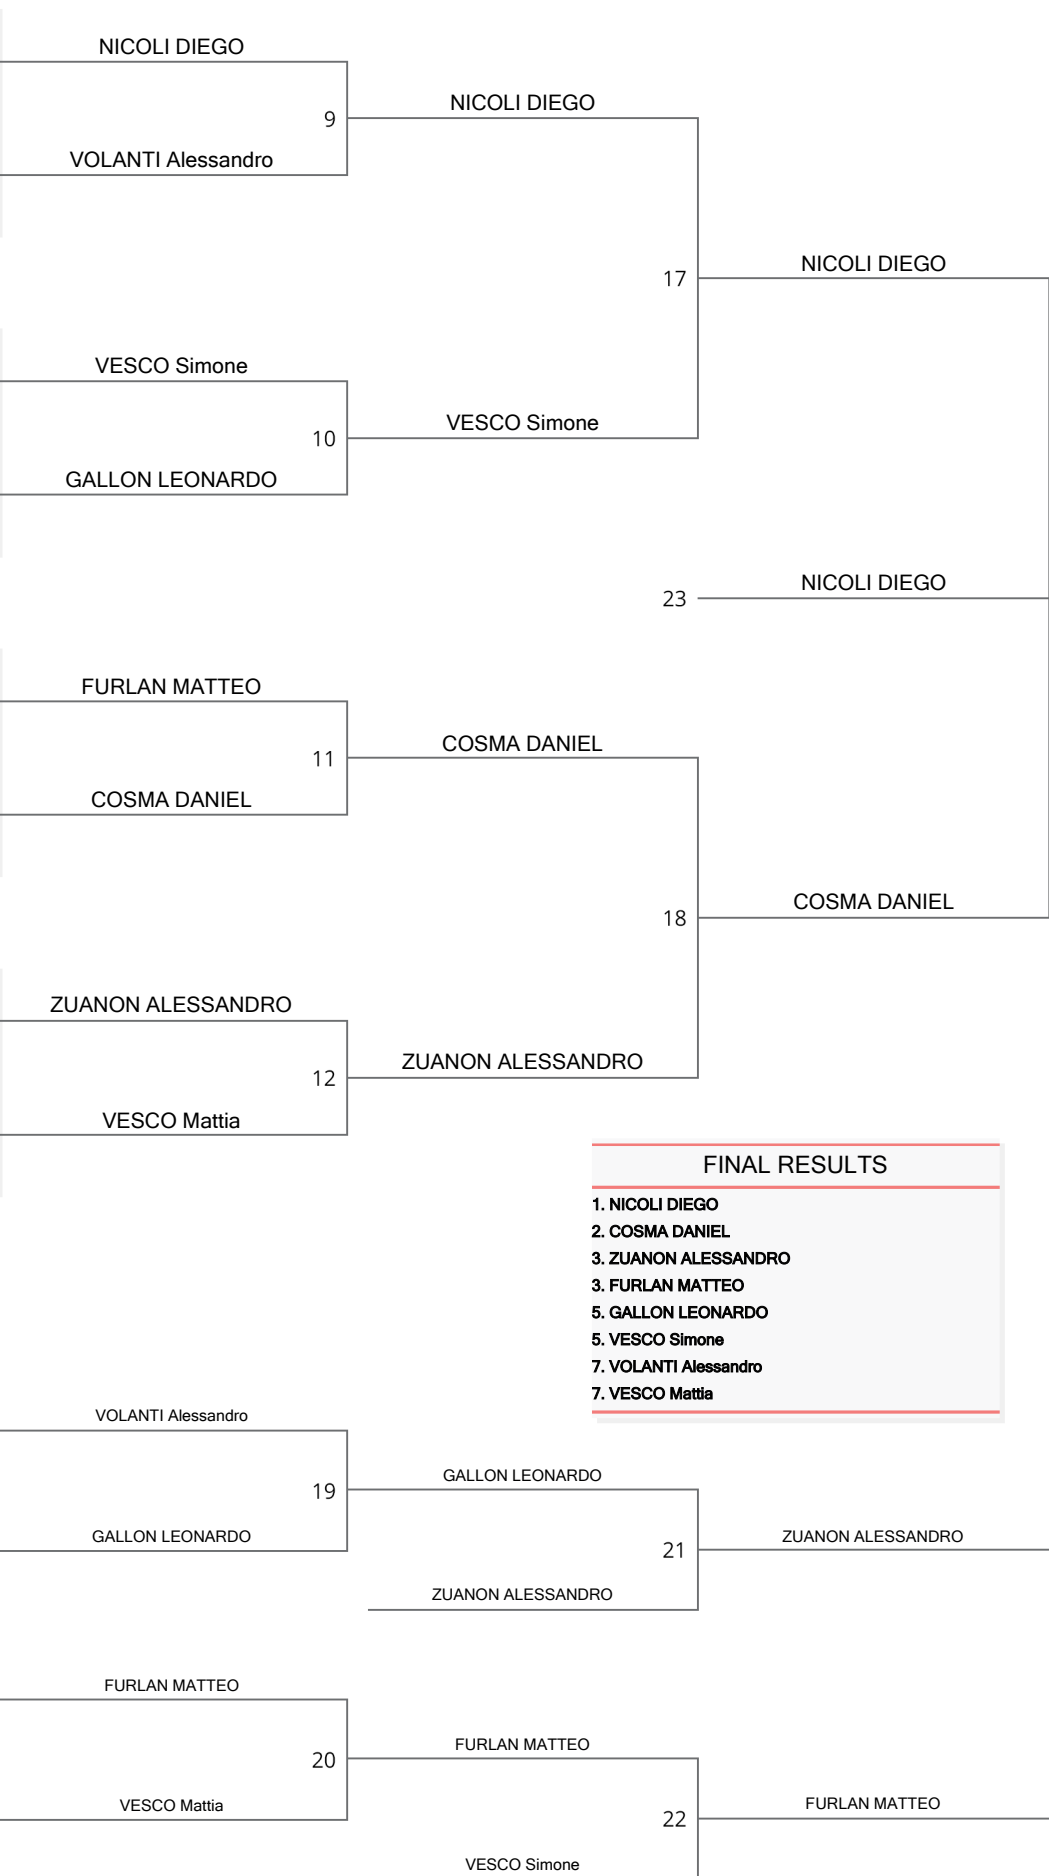 NICOLI DIEGO
9
NICOLI DIEGO
VOLANTI Alessandro
17
NICOLI DIEGO
VESCO Simone
10
VESCO Simone
GALLON LEONARDO
23
NICOLI DIEGO
FURLAN MATTEO
11
COSMA DANIEL
COSMA DANIEL
18
COSMA DANIEL
ZUANON ALESSANDRO
12
ZUANON ALESSANDRO
VESCO Mattia
FINAL RESULTS
1. NICOLI DIEGO
2. COSMA DANIEL
3. ZUANON ALESSANDRO
3. FURLAN MATTEO
5. GALLON LEONARDO
5. VESCO Simone
7. VOLANTI Alessandro
7. VESCO Mattia
VOLANTI Alessandro
19
GALLON LEONARDO
GALLON LEONARDO
21
ZUANON ALESSANDRO
ZUANON ALESSANDRO
FURLAN MATTEO
20
FURLAN MATTEO
VESCO Mattia
22
FURLAN MATTEO
VESCO Simone